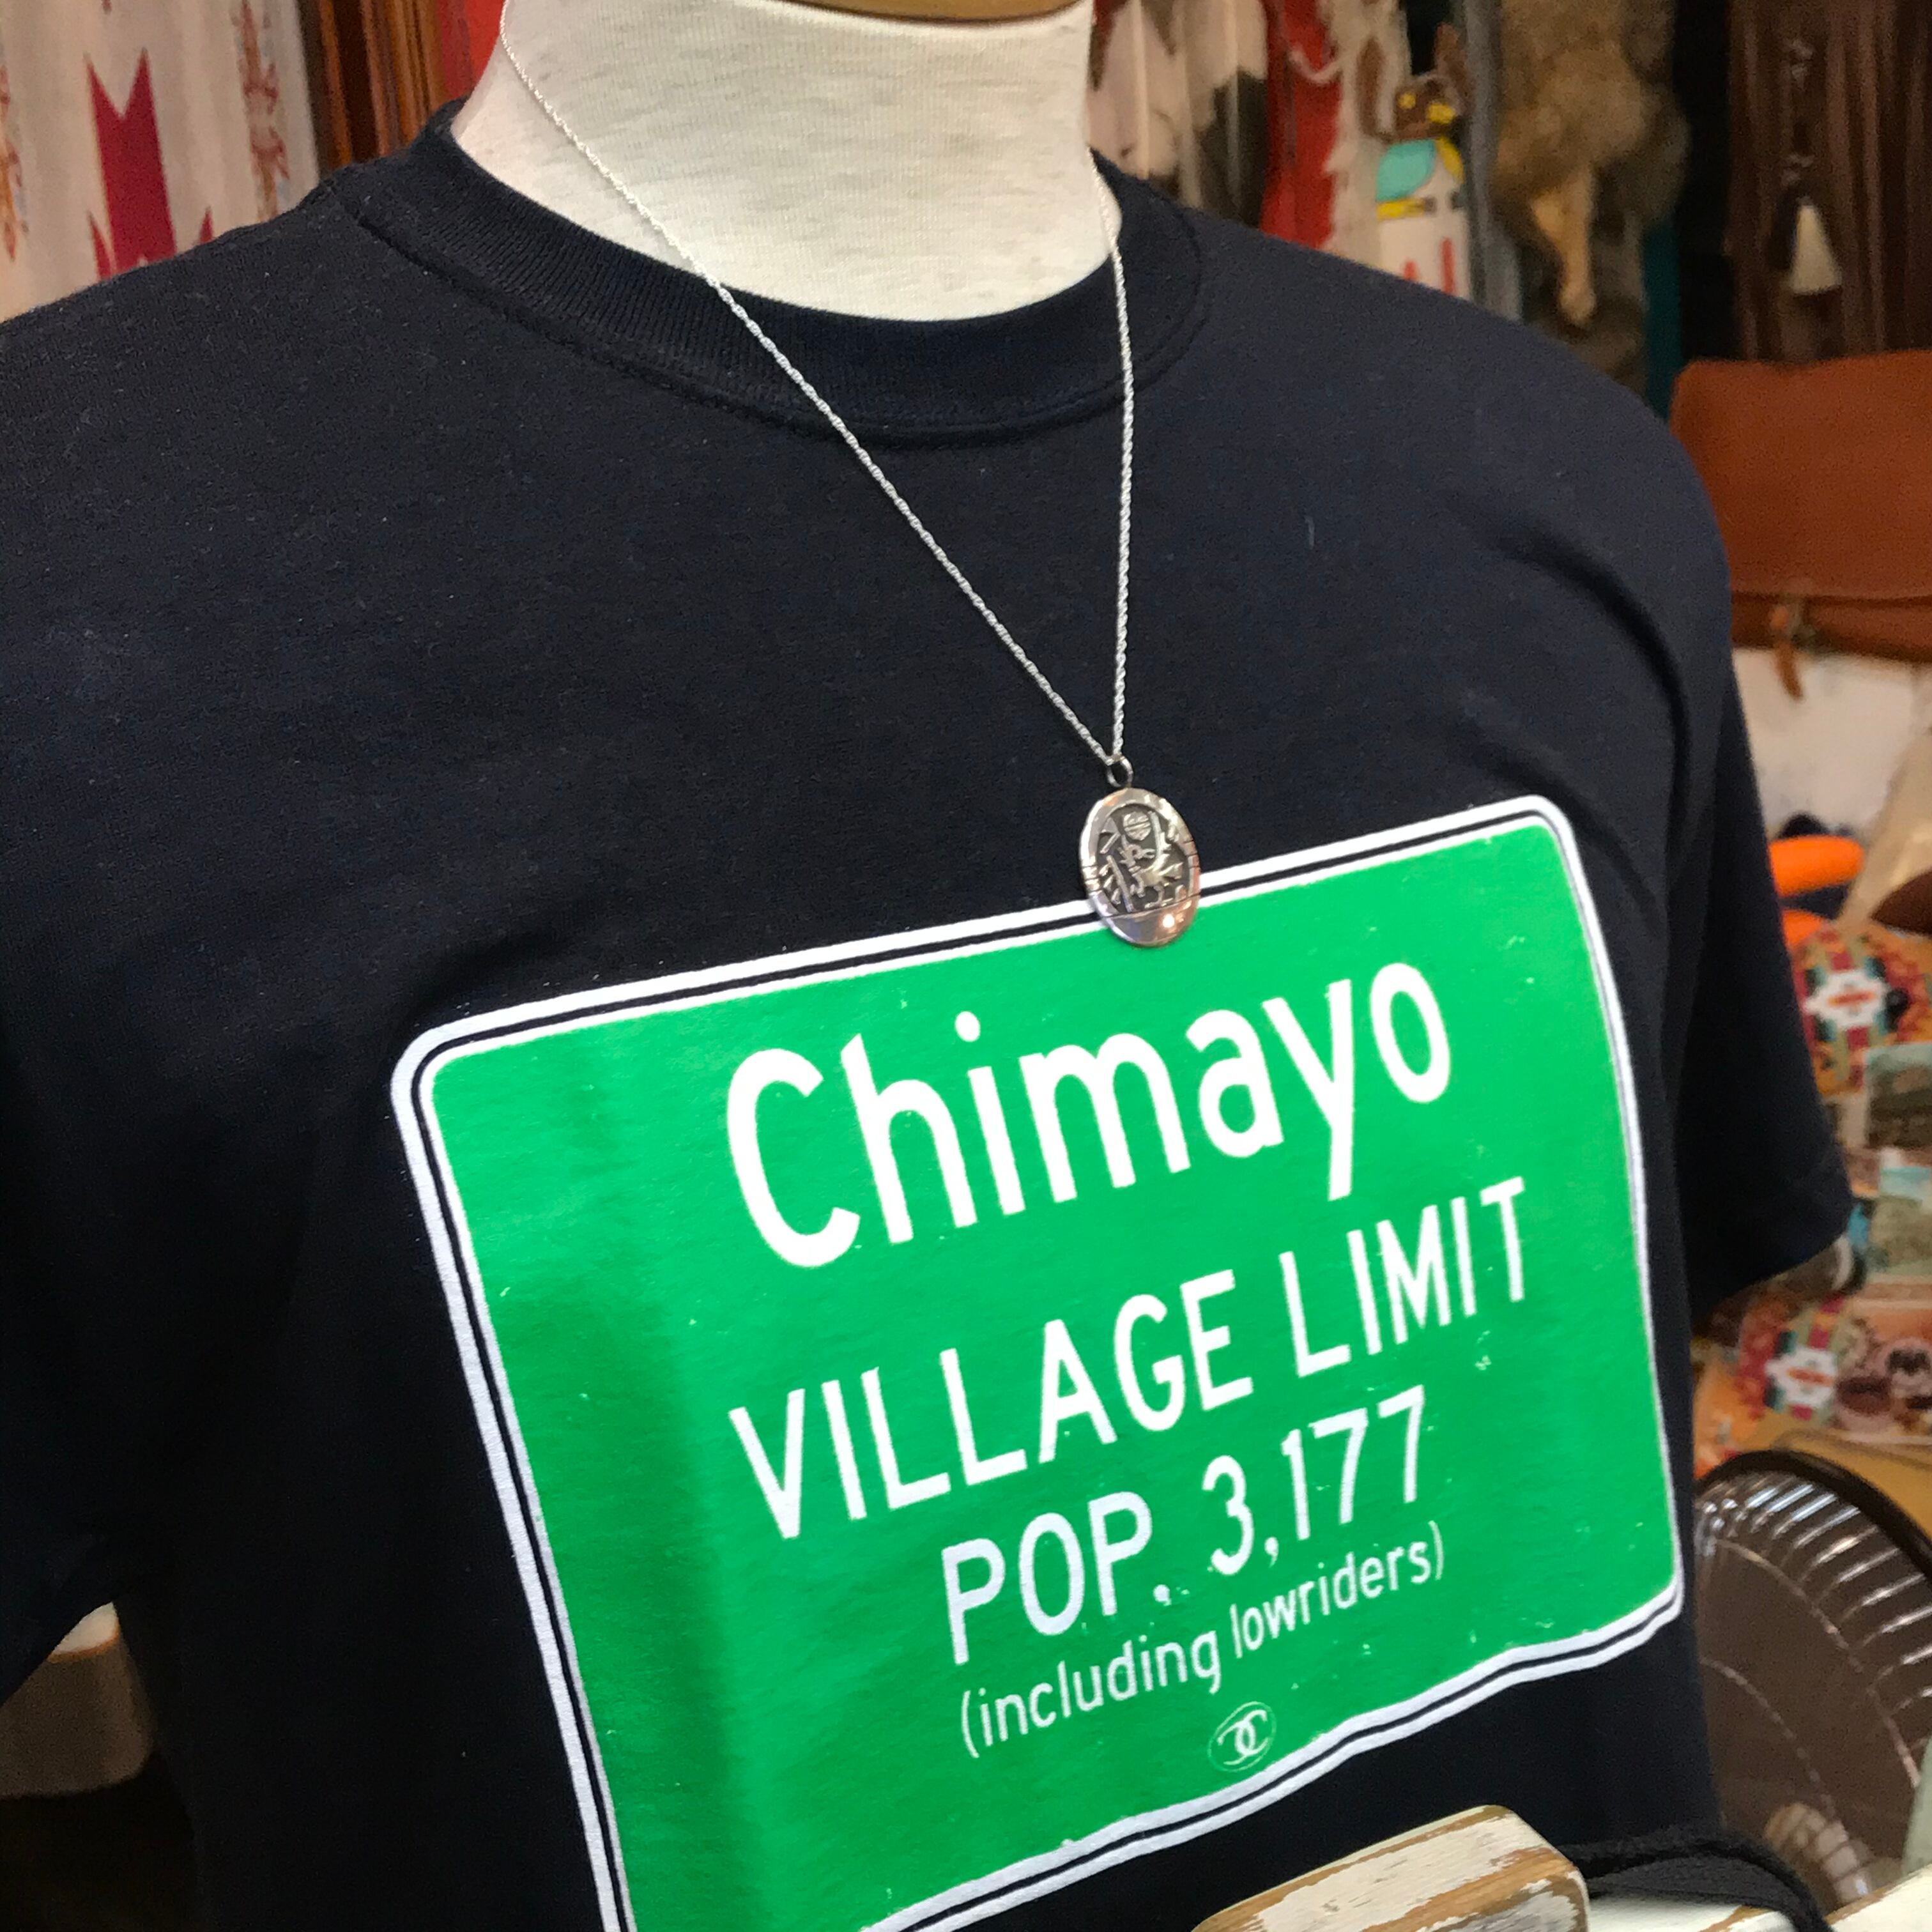 Chimayo
VILLAGE LIMIT
POP. 3,177
(including lowriders)